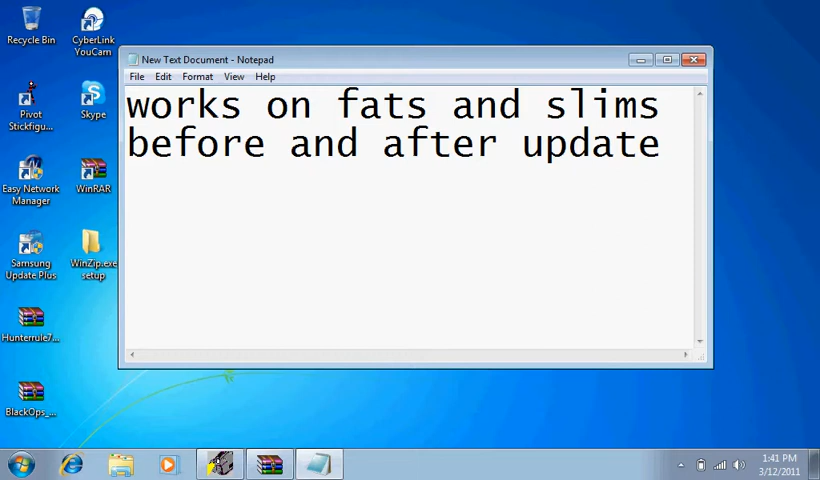 Recycle Bin
CyberLink
YouCam
New Text Document - Notepad
File Edit Format View Help
works on fats and slims
before and after update
Pivot
Stickfigu...
Skype
Easy Network
Manager
WinRAR
Samsung
Update Plus
WinZip.exe
setup
Hunterrule7...
BlackOps_...
1:41 PM
3/12/2011